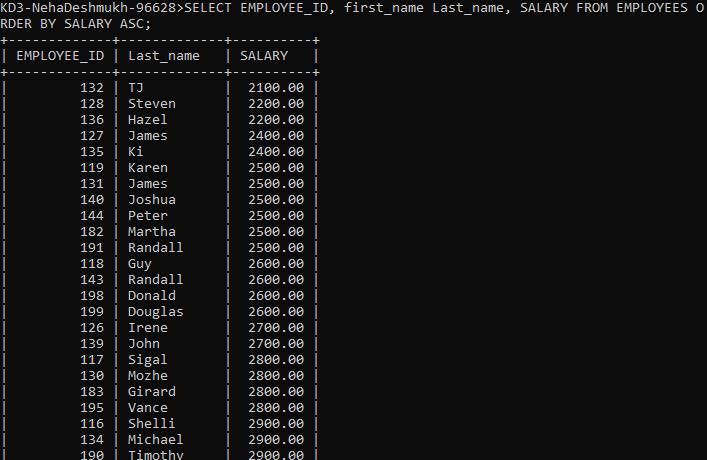 KD3-NehaDeshmukh-96628>SELECT EMPLOYEE_ID, first_name Last_name, SALARY FROM EMPLOYEES O
RDER BY SALARY ASC;
+-------------+------------+----------+
| EMPLOYEE_ID | Last_name  | SALARY   |
+-------------+------------+----------+
|         132 | TJ         |  2100.00 |
|         128 | Steven     |  2200.00 |
|         136 | Hazel      |  2200.00 |
|         127 | James      |  2400.00 |
|         135 | Ki         |  2400.00 |
|         119 | Karen      |  2500.00 |
|         131 | James      |  2500.00 |
|         140 | Joshua     |  2500.00 |
|         144 | Peter      |  2500.00 |
|         182 | Martha     |  2500.00 |
|         191 | Randall    |  2500.00 |
|         118 | Guy        |  2600.00 |
|         143 | Randall    |  2600.00 |
|         198 | Donald     |  2600.00 |
|         199 | Douglas    |  2600.00 |
|         126 | Irene      |  2700.00 |
|         139 | John       |  2700.00 |
|         117 | Sigal      |  2800.00 |
|         130 | Mozhe      |  2800.00 |
|         183 | Girard     |  2800.00 |
|         195 | Vance      |  2800.00 |
|         116 | Shelli     |  2900.00 |
|         134 | Michael    |  2900.00 |
|         190 | Timothy    |  2900.00 |